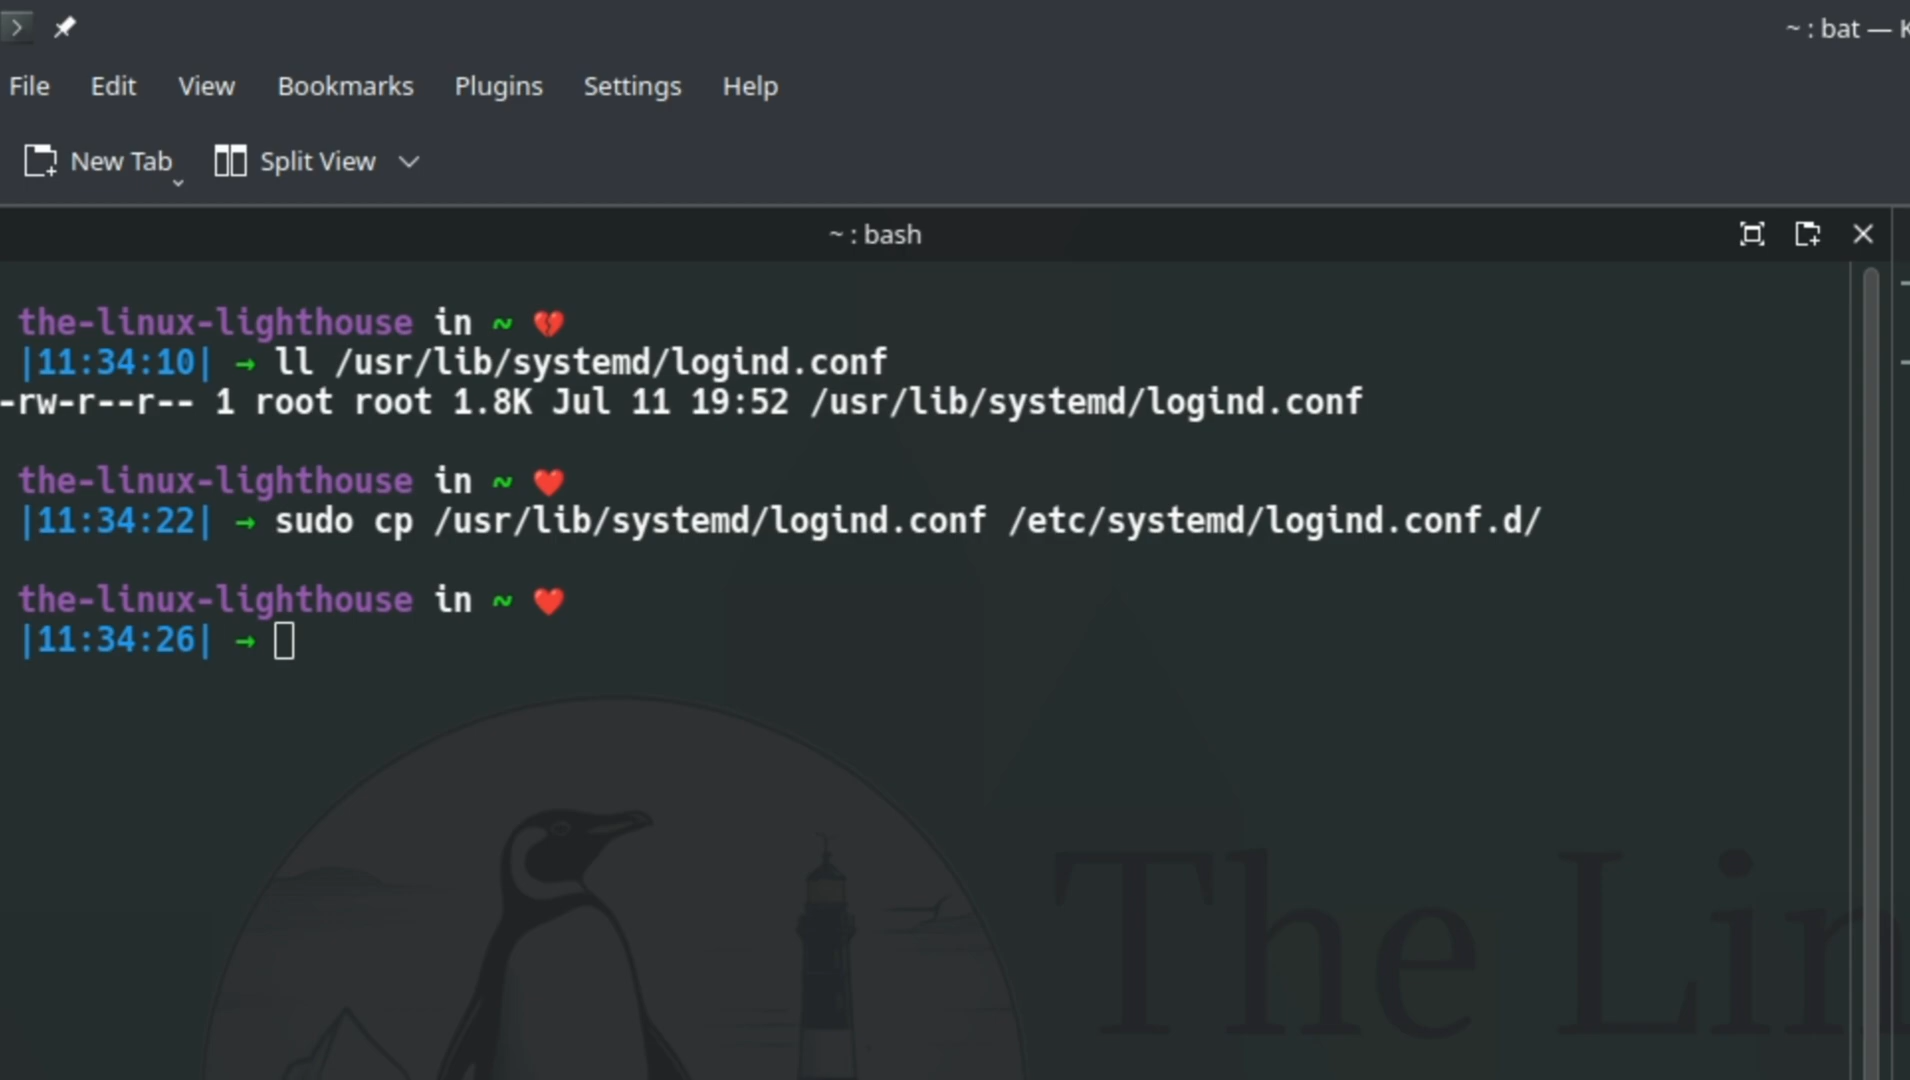 ~ : bat — K
File Edit View Bookmarks Plugins Settings Help
New Tab Split View
~ : bash
the-linux-lighthouse in ~ 💔
|11:34:10| → ll /usr/lib/systemd/logind.conf
-rw-r--r-- 1 root root 1.8K Jul 11 19:52 /usr/lib/systemd/logind.conf
the-linux-lighthouse in ~ ❤️
|11:34:22| → sudo cp /usr/lib/systemd/logind.conf /etc/systemd/logind.conf.d/
the-linux-lighthouse in ~ ❤️
|11:34:26| →
The Lin